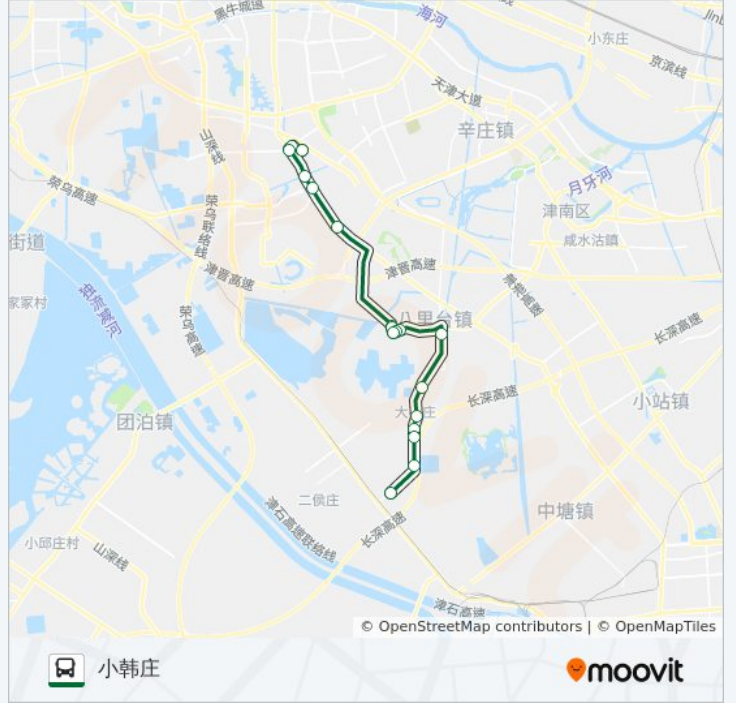 黑牛城道
海河
小东庄
京滨线
天津大道
辛庄镇
山深线
荣乌高速
月牙河
津南区
荣乌联络线
咸水沽镇
街道
津晋高速
津晋高速
家冢村
独流减河
荣乌高速
八里台镇
长深高速
长深高速
小站镇
团泊镇
二侯庄
中塘镇
津石高速联络线
长深高速
小邱庄村
山深线
津石高速
© OpenStreetMap contributors | © OpenMapTiles
小韩庄
moovit